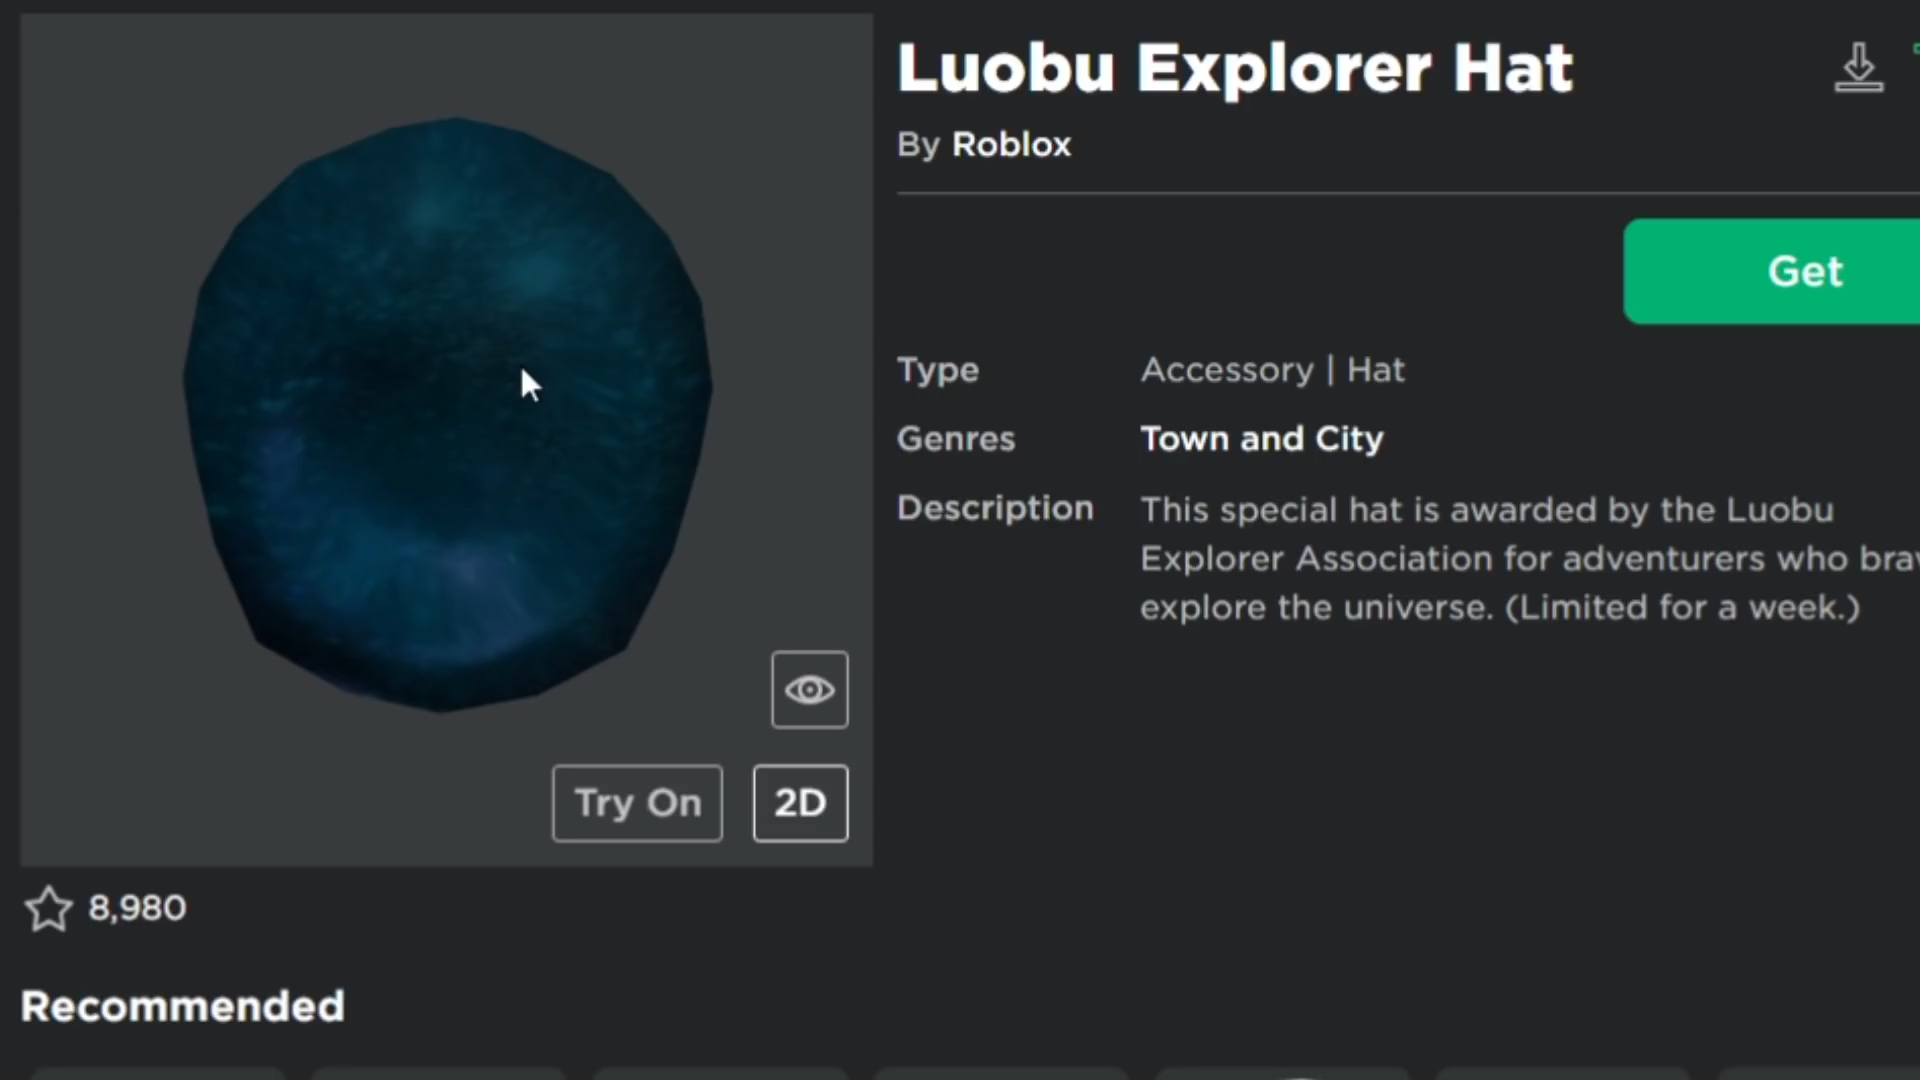 Luobu Explorer Hat
By Roblox
Get
Type Accessory | Hat
Genres Town and City
Description This special hat is awarded by the Luobu
Explorer Association for adventurers who
explore the universe. (Limited for a week.)
Try On 2D
8,980
Recommended